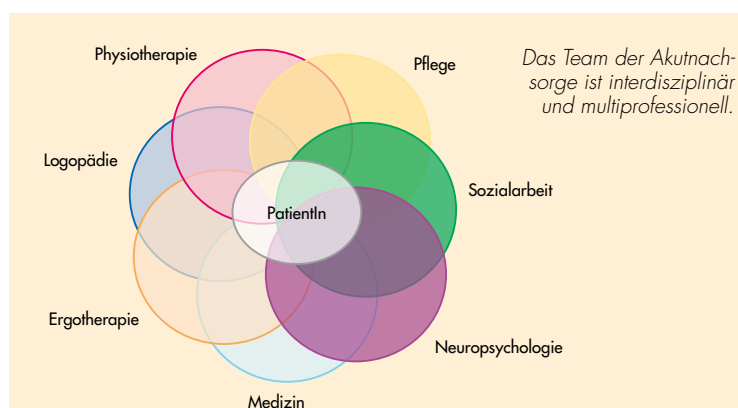 Physiotherapie
Pflege
Das Team der Akutnach-
sorge ist interdisziplinär
und multiprofessionell.
Logopädie
Sozialarbeit
PatientIn
Ergotherapie
Neuropsychologie
Medizin